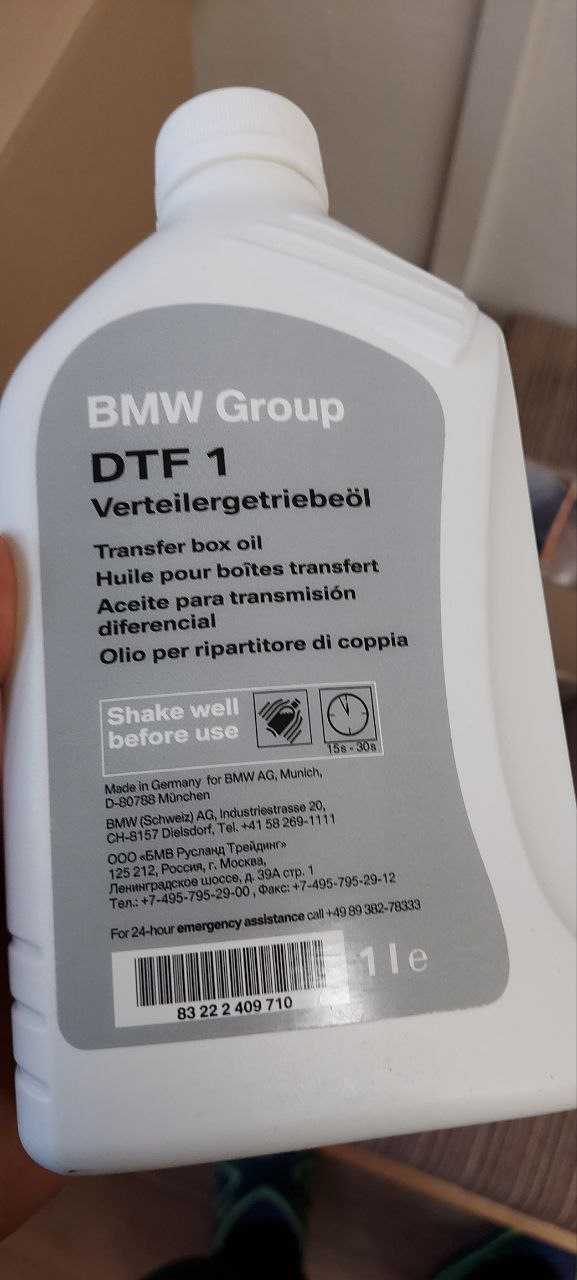 BMW Group
DTF 1
Verteilergetriebeöl
Transfer box oil
Huile pour boîtes transfert
Aceite para transmisión
diferencial
Olio per ripartitore di coppia
Shake well
before use
15s - 30s
Made in Germany for BMW AG, Munich,
D-80788 München
BMW (Schweiz) AG, Industriestrasse 20,
CH-8157 Dielsdorf, Tel. +41 58 269-1111
ООО «БМВ Русланд Трейдинг»
125 212, Россия, г. Москва,
Ленинградское шоссе, д. 39А стр. 1
Тел.: +7-495-795-29-00 , Факс: +7-495-795-29-12
For 24-hour emergency assistance call +49 89 382-78333
1 l e
83 22 2 409 710